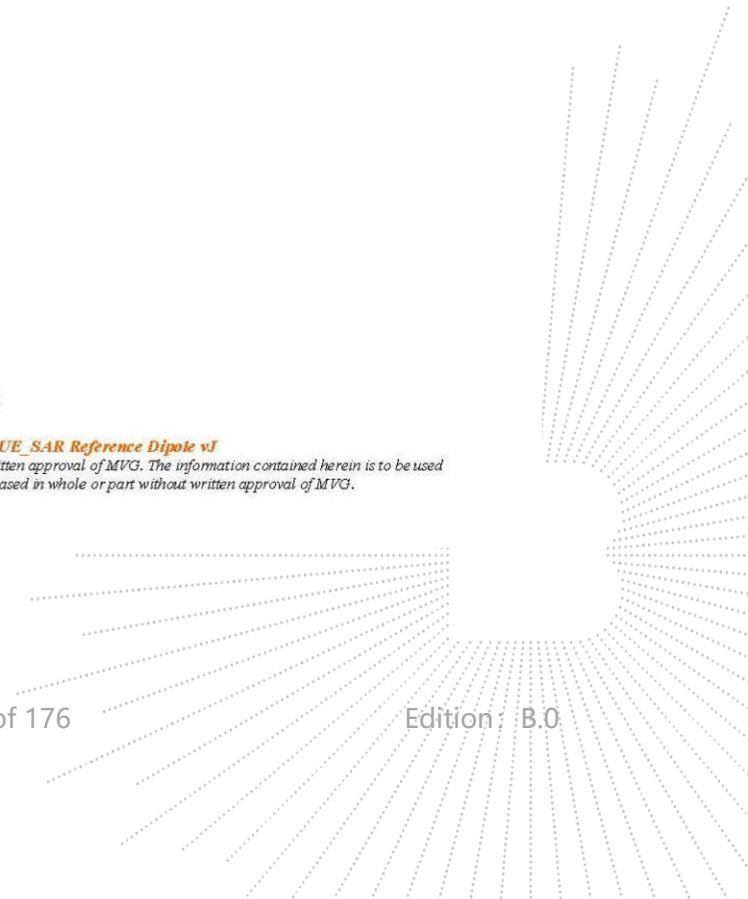 UE_SAR Reference Dipole vJ
tten approval of MVG. The information contained herein is to be used
ased in whole or part without written approval of MVG.
of 176
Edition：B.0